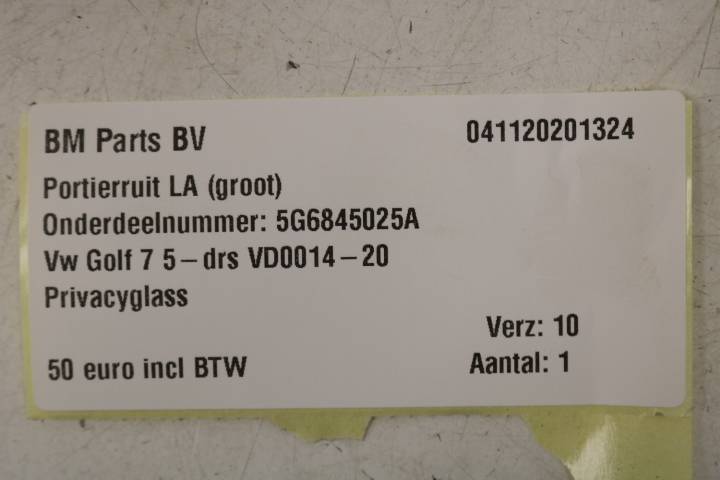 BM Parts BV 041120201324
Portierruit LA (groot)
Onderdeelnummer: 5G6845025A
Vw Golf 7 5-drs VD0014-20
Privacyglass
Verz: 10
50 euro incl BTW Aantal: 1